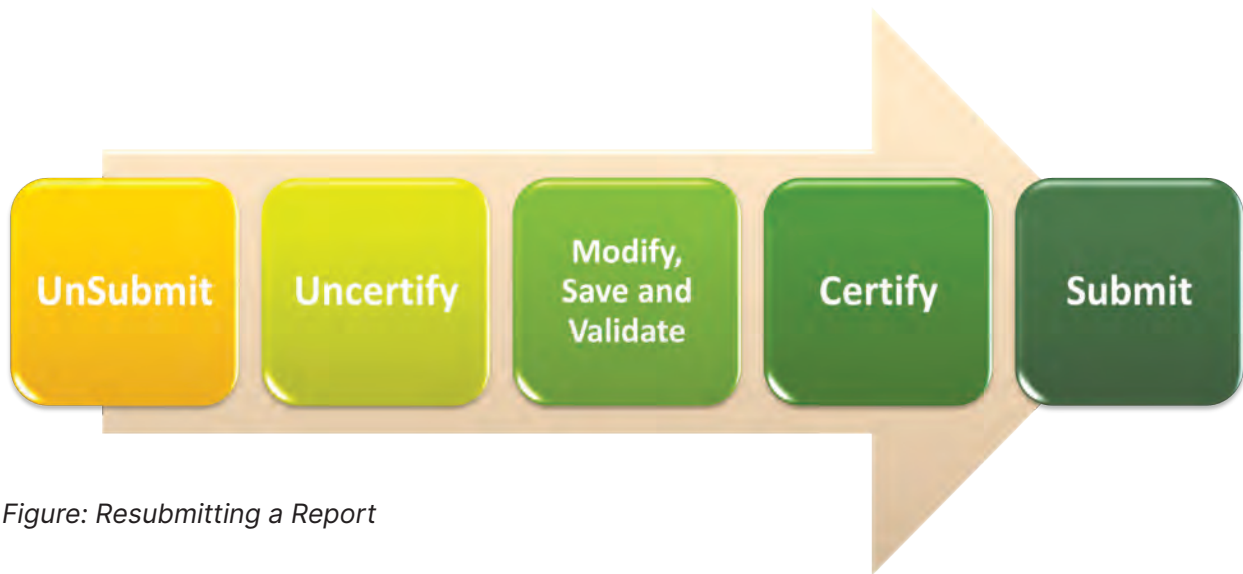 UnSubmit
Uncertify
Modify,
Save and
Validate
Certify
Submit
Figure: Resubmitting a Report